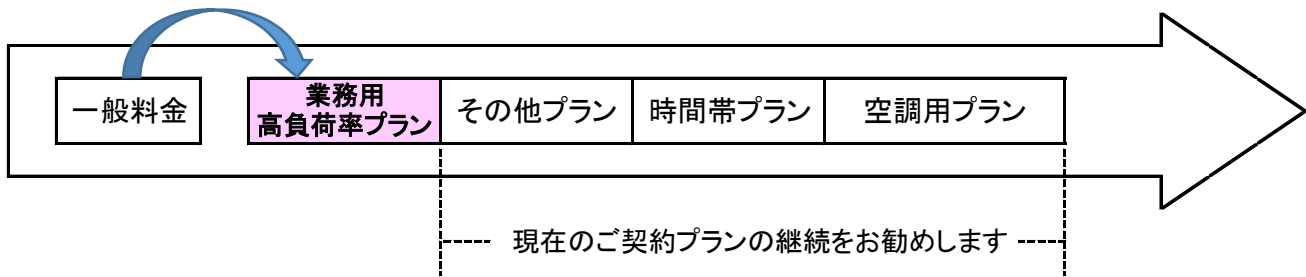 一般料金
業務用
高負荷率プラン
その他プラン
時間帯プラン
空調用プラン
現在のご契約プランの継続をお勧めします